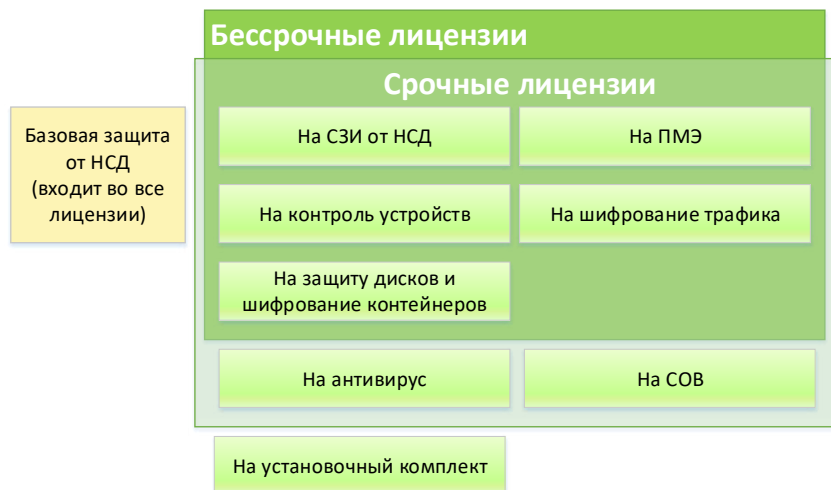 Бессрочные лицензии
Срочные лицензии
Базовая защита
от НСД
(входит во все
лицензии)
На СЗИ от НСД
На ПМЭ
На контроль устройств
На шифрование трафика
На защиту дисков и
шифрование контейнеров
На антивирус
На СОВ
На установочный комплект